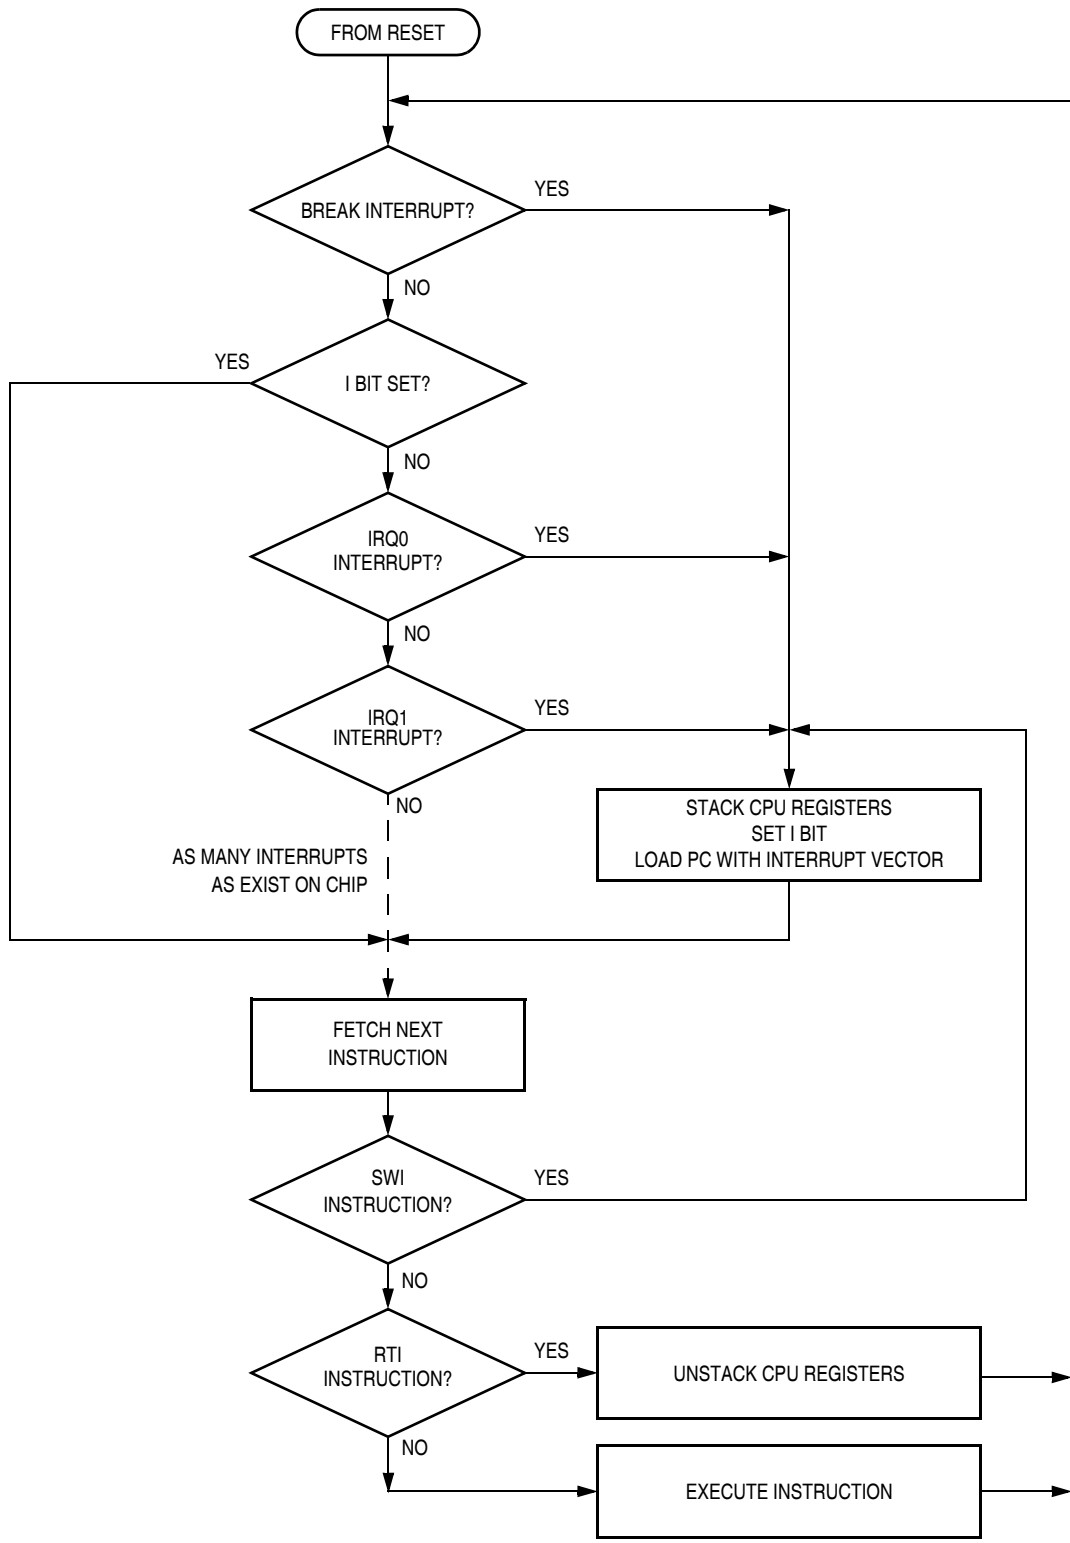 FROM RESET
BREAK INTERRUPT?
YES
NO
I BIT SET?
YES
NO
IRQ0
INTERRUPT?
YES
NO
IRQ1
INTERRUPT?
YES
NO
AS MANY INTERRUPTS
AS EXIST ON CHIP
STACK CPU REGISTERS
SET I BIT
LOAD PC WITH INTERRUPT VECTOR
FETCH NEXT
INSTRUCTION
SWI
INSTRUCTION?
YES
NO
RTI
INSTRUCTION?
YES
UNSTACK CPU REGISTERS
NO
EXECUTE INSTRUCTION